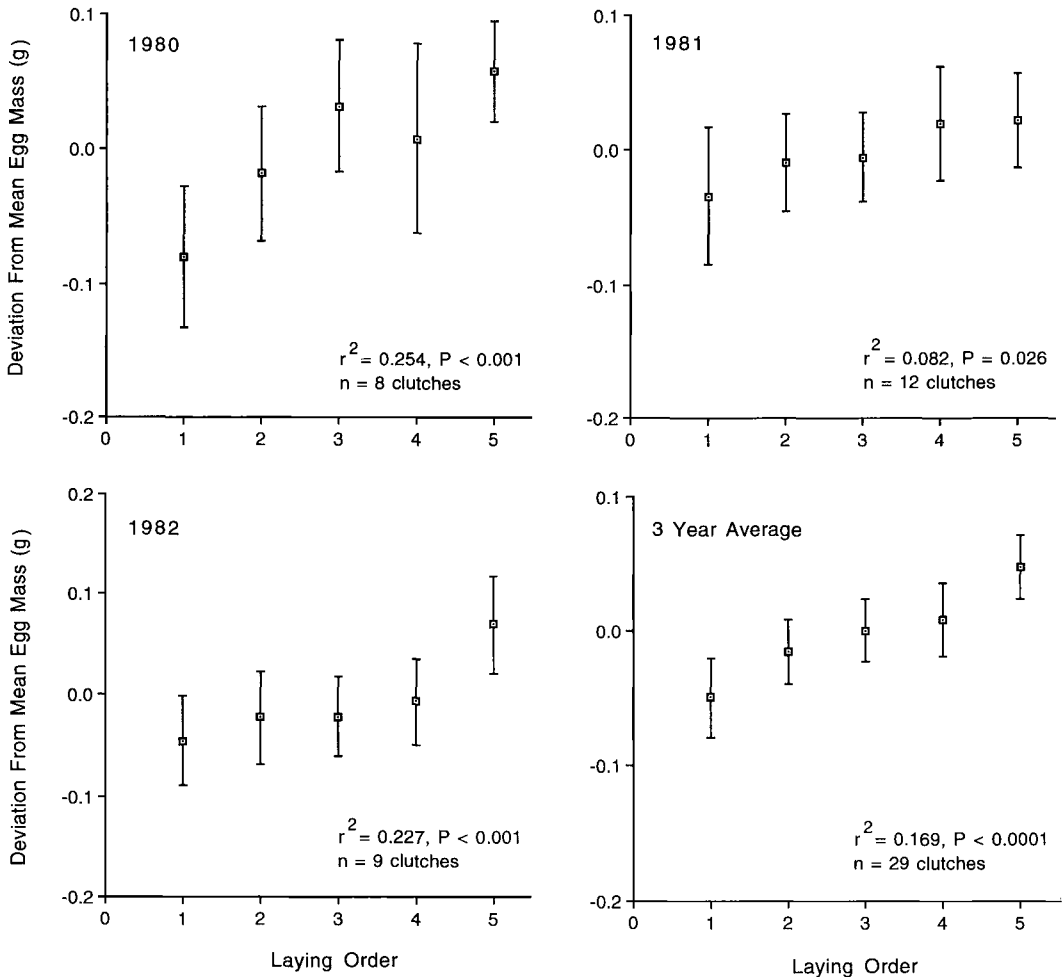 Deviation From Mean Egg Mass (g)
0.1
0.0
-0.1
-0.2
1980
r2 = 0.254, P < 0.001
n = 8 clutches
0 1 2 3 4 5
0.1
0.0
-0.1
-0.2
1981
r2 = 0.082, P = 0.026
n = 12 clutches
0 1 2 3 4 5
Deviation From Mean Egg Mass (g)
0.2
0.1
0.0
-0.1
-0.2
1982
r2 = 0.227, P < 0.001
n = 9 clutches
0 1 2 3 4 5
Laying Order
0.1
0.0
-0.1
-0.2
3 Year Average
r2 = 0.169, P < 0.0001
n = 29 clutches
0 1 2 3 4 5
Laying Order